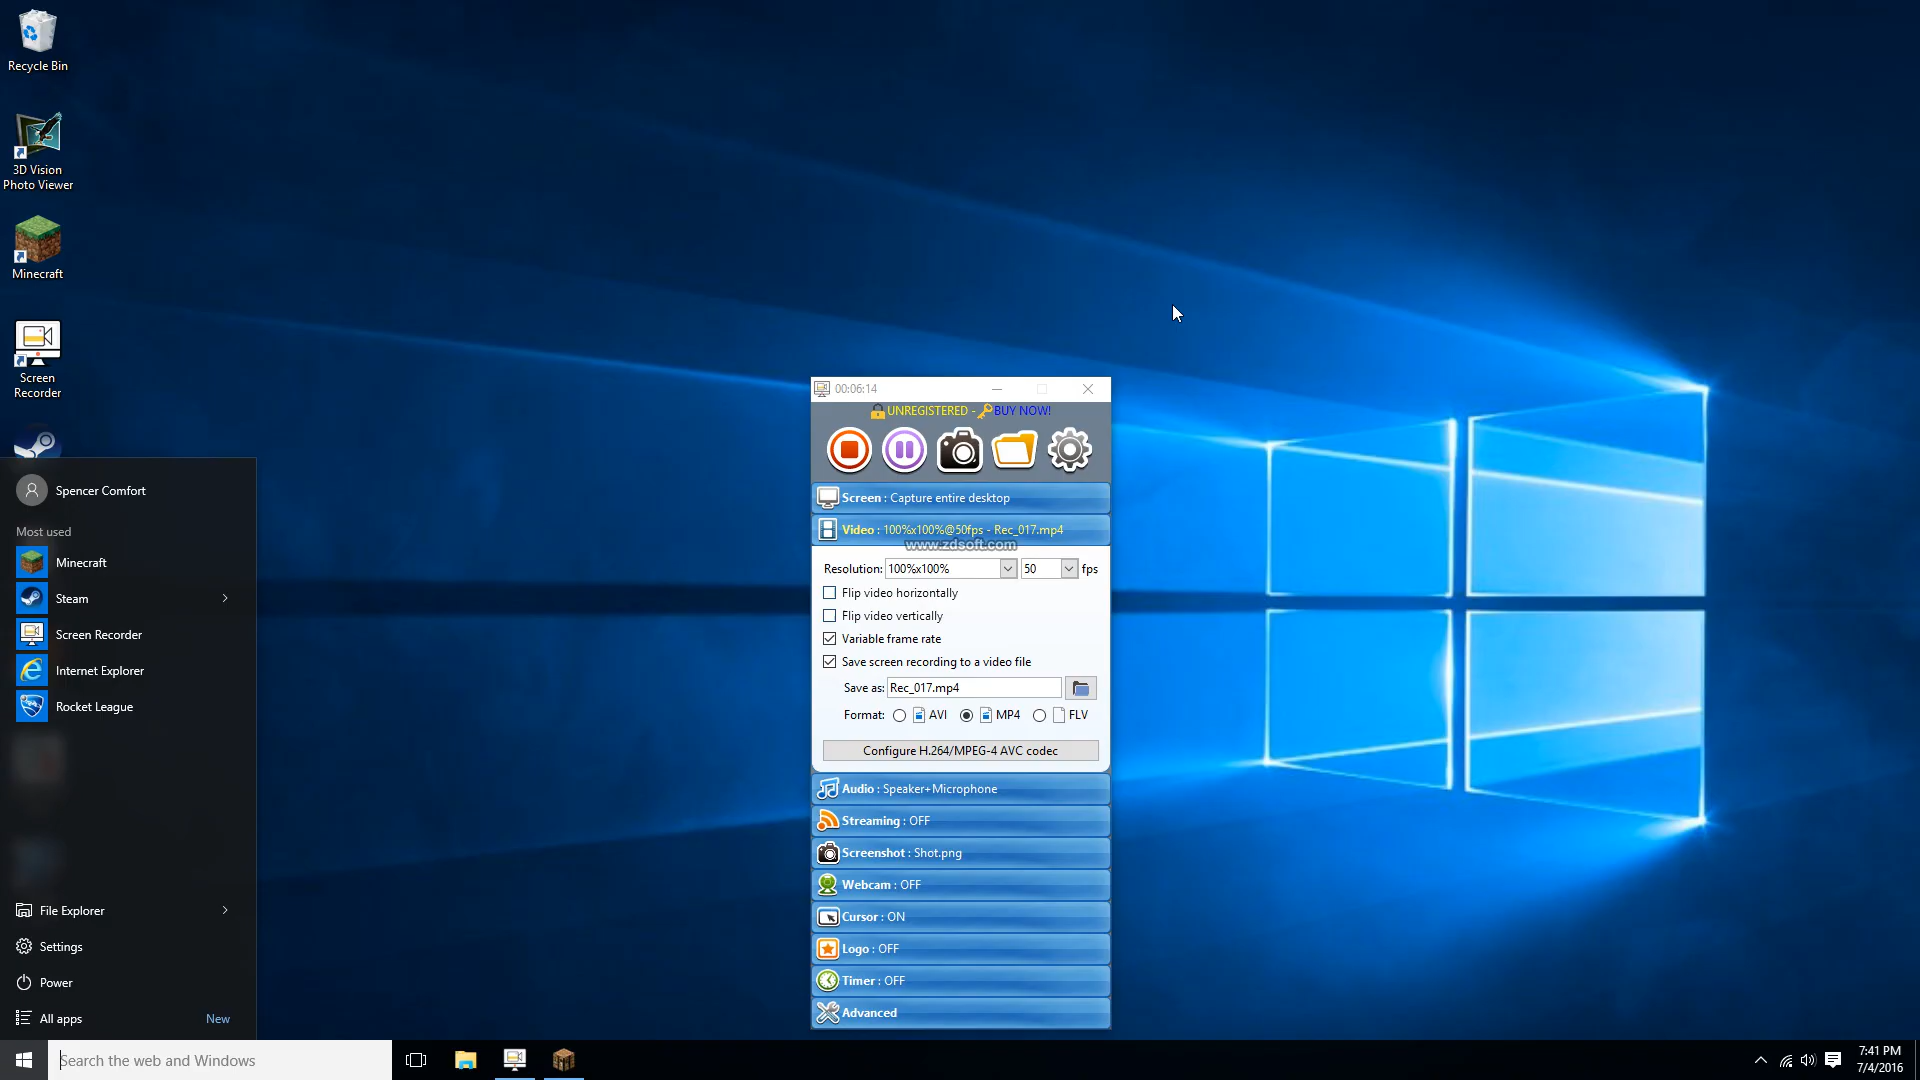 Recycle Bin
3D Vision
Photo Viewer
Minecraft
Screen
Recorder
Spencer Comfort
Most used
Minecraft
Steam
Screen Recorder
Internet Explorer
Rocket League
File Explorer
Settings
Power
All apps New
Search the web and Windows
00:06:14
UNREGISTERED - BUY NOW!
Screen : Capture entire desktop
Video : 100%x100%@50fps - Rec_017.mp4
www.zdsoft.com
Resolution: 100%x100% 50 fps
Flip video horizontally
Flip video vertically
Variable frame rate
Save screen recording to a video file
Save as: Rec_017.mp4
Format: AVI MP4 FLV
Configure H.264/MPEG-4 AVC codec
Audio : Speaker+Microphone
Streaming : OFF
Screenshot : Shot.png
Webcam : OFF
Cursor : ON
Logo : OFF
Timer : OFF
Advanced
7:41 PM
7/4/2016